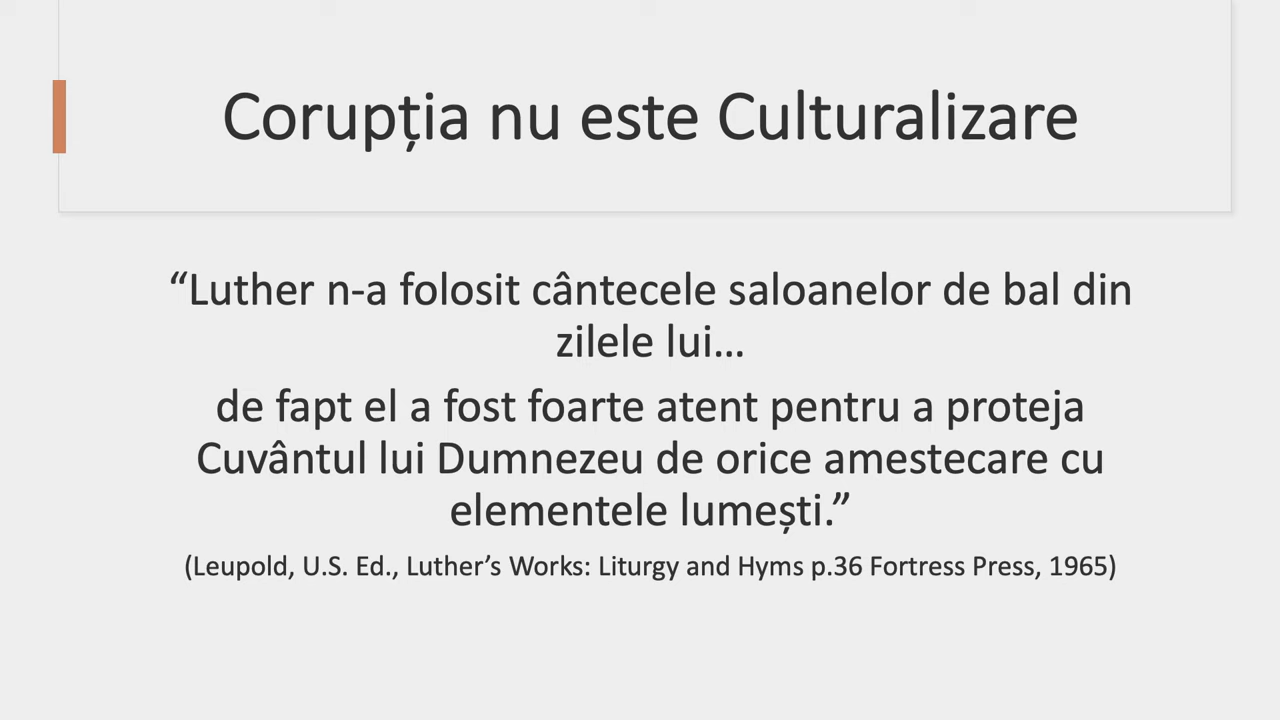 Corupția nu este Culturalizare
“Luther n-a folosit cântecele saloanelor de bal din
zilele lui…
de fapt el a fost foarte atent pentru a proteja
Cuvântul lui Dumnezeu de orice amestecare cu
elementele lumești.”
(Leupold, U.S. Ed., Luther’s Works: Liturgy and Hyms p.36 Fortress Press, 1965)